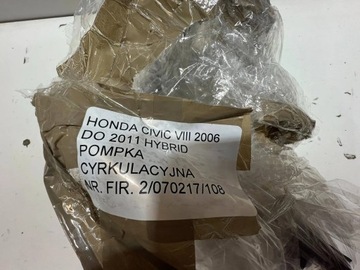 HONDA CIVIC VIII 2006
DO 2011 HYBRID
POMPKA
CYRKULACYJNA
NR. FIR. 2/070217/108